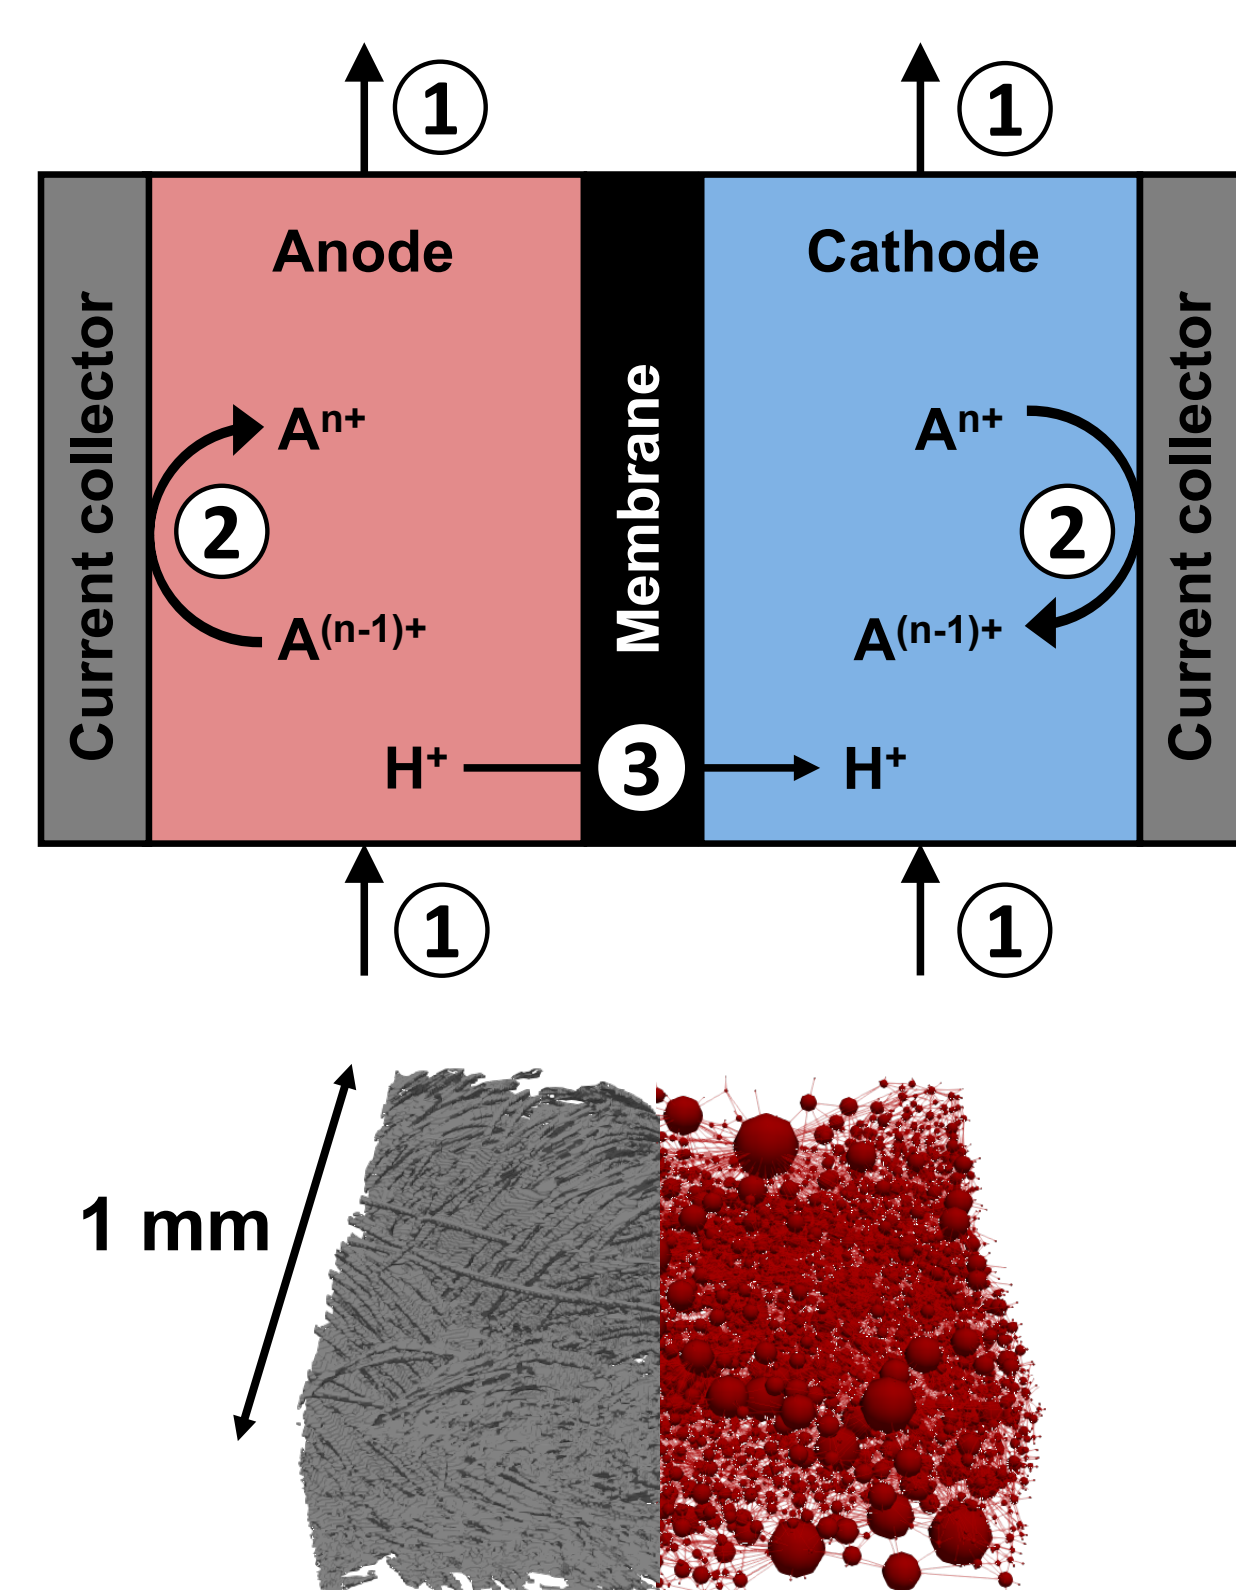 1
1
Anode
Cathode
Current collector
Membrane
Current collector
Aⁿ⁺
Aⁿ⁺
2
2
A⁽ⁿ⁻¹⁾⁺
A⁽ⁿ⁻¹⁾⁺
H⁺
3
H⁺
1
1
1 mm